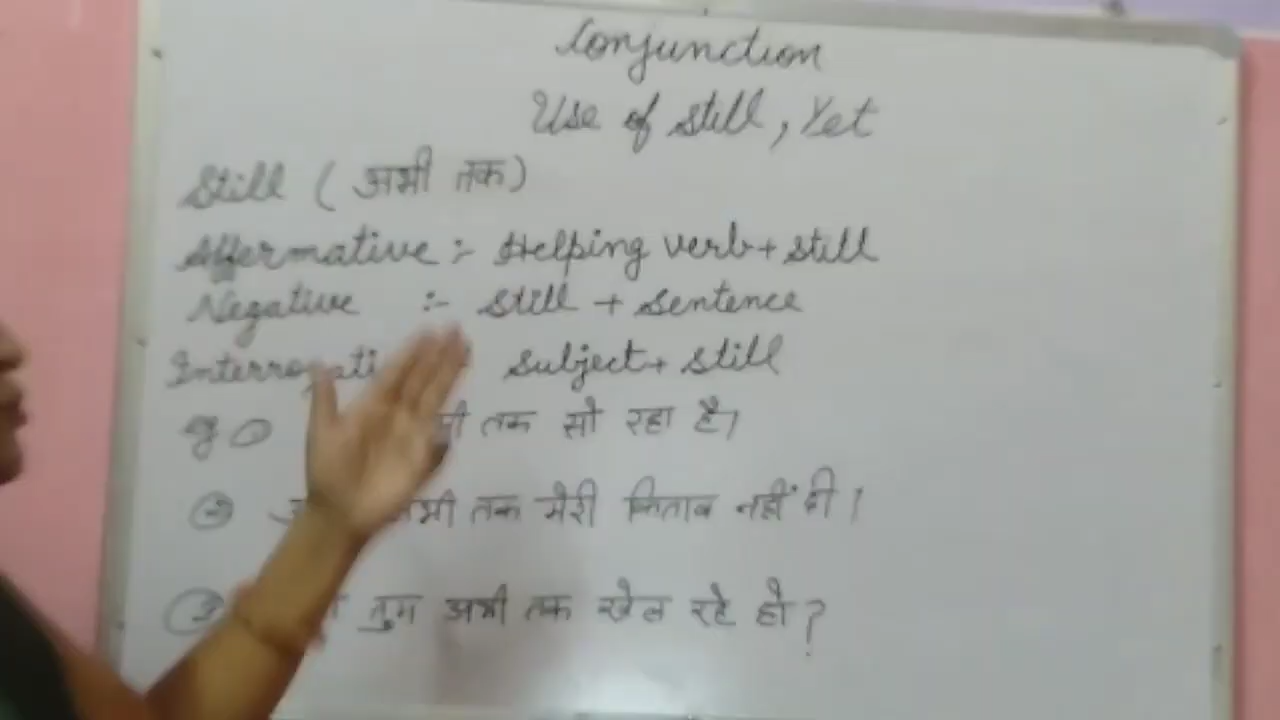 Conjunction
Use of still, Yet
Still ( अभी तक)
Affermative :- Helping verb + still
Negative :- still + sentence
Subject + still
तक सो रहा है।
तक मेरी किताब नहीं दी ।
तुम अभी तक खेल रहे हो ?